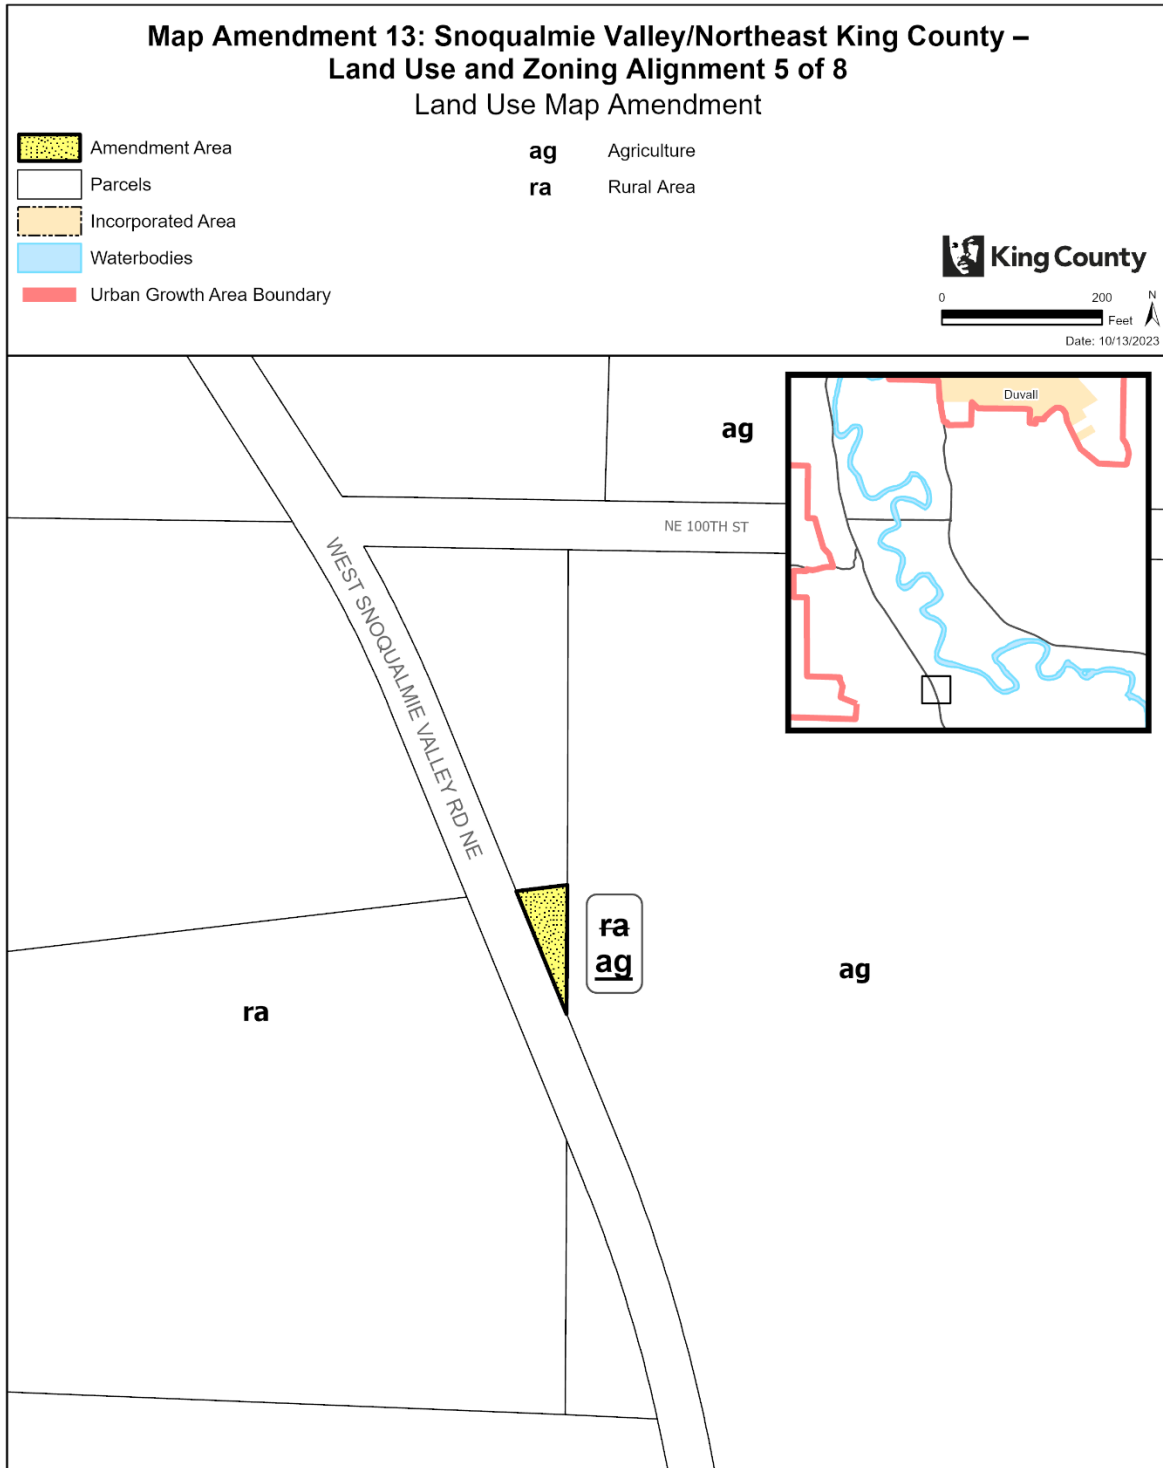 Map Amendment 13: Snoqualmie Valley/Northeast King County –
Land Use and Zoning Alignment 5 of 8
Land Use Map Amendment
Amendment Area
Parcels
Incorporated Area
Waterbodies
Urban Growth Area Boundary
ag Agriculture
ra Rural Area
King County
0 200
Feet
N
Date: 10/13/2023
Duvall
ag
NE 100TH ST
WEST SNOQUALMIE VALLEY RD NE
ra
ag
ag
ra